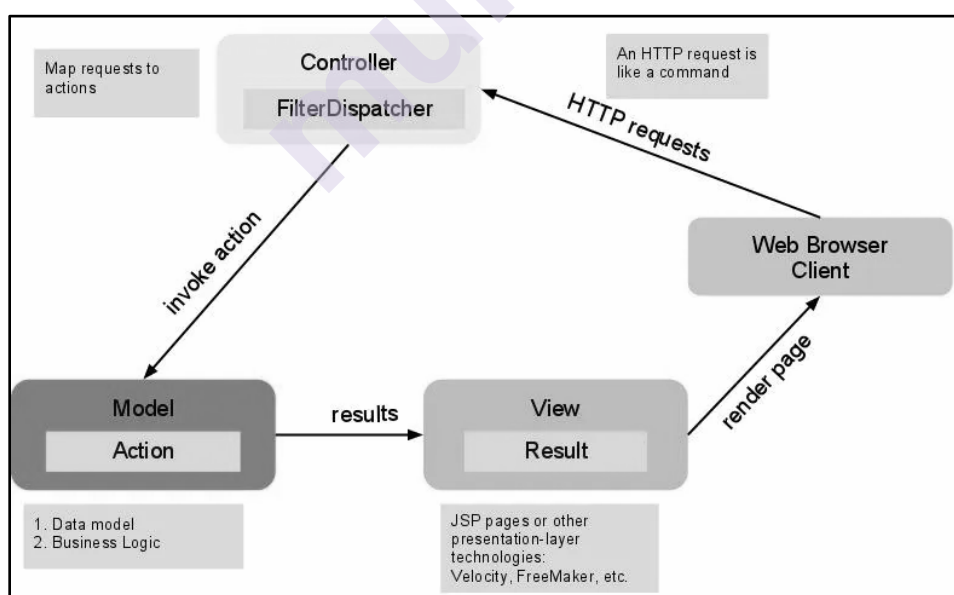 Map requests to
actions
Controller
FilterDispatcher
An HTTP request is
like a command
HTTP requests
invoke action
Web Browser
Client
Model
Action
results
View
Result
render page
1. Data model
2. Business Logic
JSP pages or other
presentation-layer
technologies:
Velocity, FreeMaker, etc.